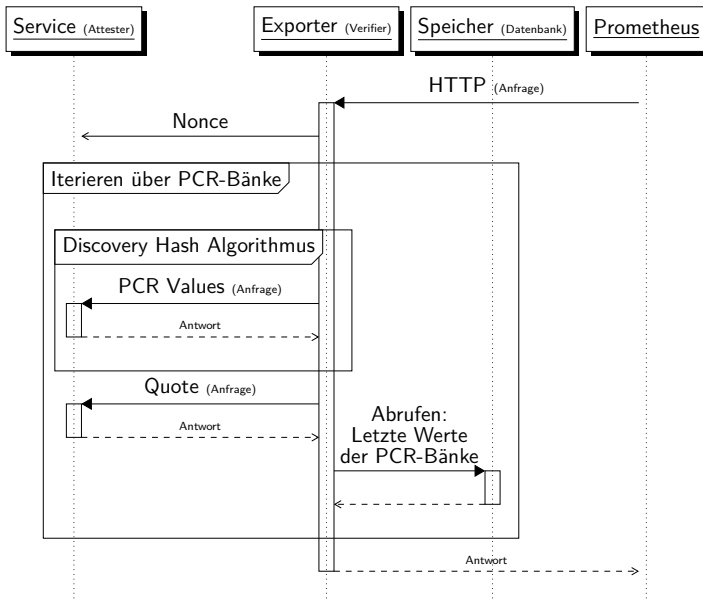 Service (Attester)
Exporter (Verifier)
Speicher (Datenbank)
Prometheus
HTTP (Anfrage)
Nonce
Iterieren über PCR-Bänke
Discovery Hash Algorithmus
PCR Values (Anfrage)
Antwort
Quote (Anfrage)
Antwort
Abrufen:
Letzte Werte
der PCR-Bänke
Antwort